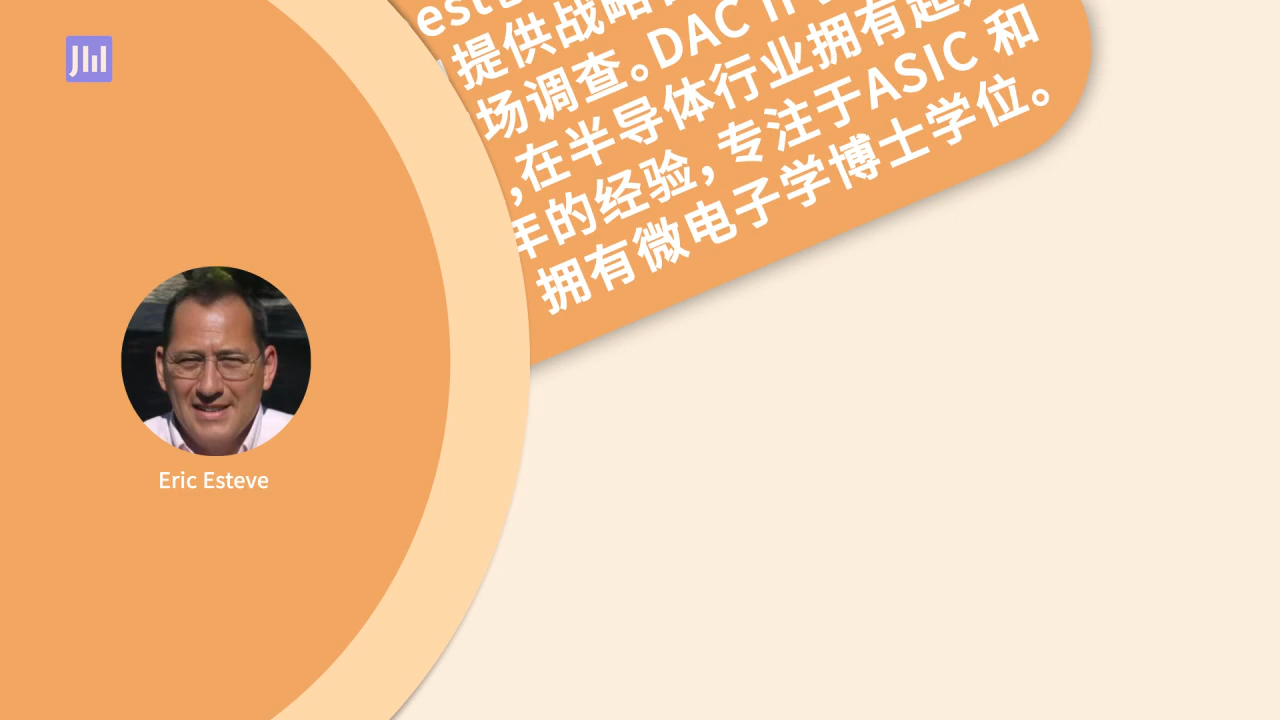 提供战略
场调查。DAC IP
,在半导体行业拥有超
年的经验，专注于ASIC 和
拥有微电子学博士学位。
Eric Esteve